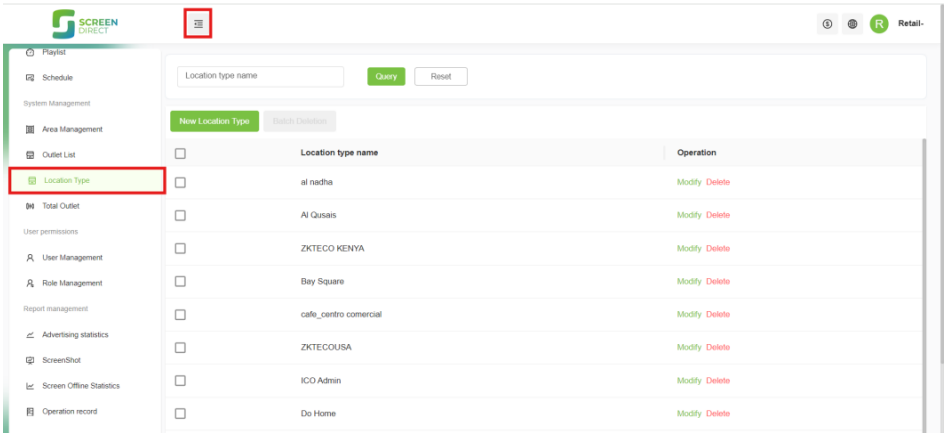 SCREEN
DIRECT
R
Retail-
Playlist
Schedule
System Management
Area Management
Outlet List
Location Type
Total Outlet
User permissions
User Management
Role Management
Report management
Advertising statistics
ScreenShot
Screen Offline Statistics
Operation record
Location type name
Query
Reset
New Location Type
Batch Deletion
Location type name
Operation
al nadha
Modify Delete
Al Qusais
Modify Delete
ZKTECO KENYA
Modify Delete
Bay Square
Modify Delete
cafe_centro comercial
Modify Delete
ZKTECOUSA
Modify Delete
ICO Admin
Modify Delete
Do Home
Modify Delete